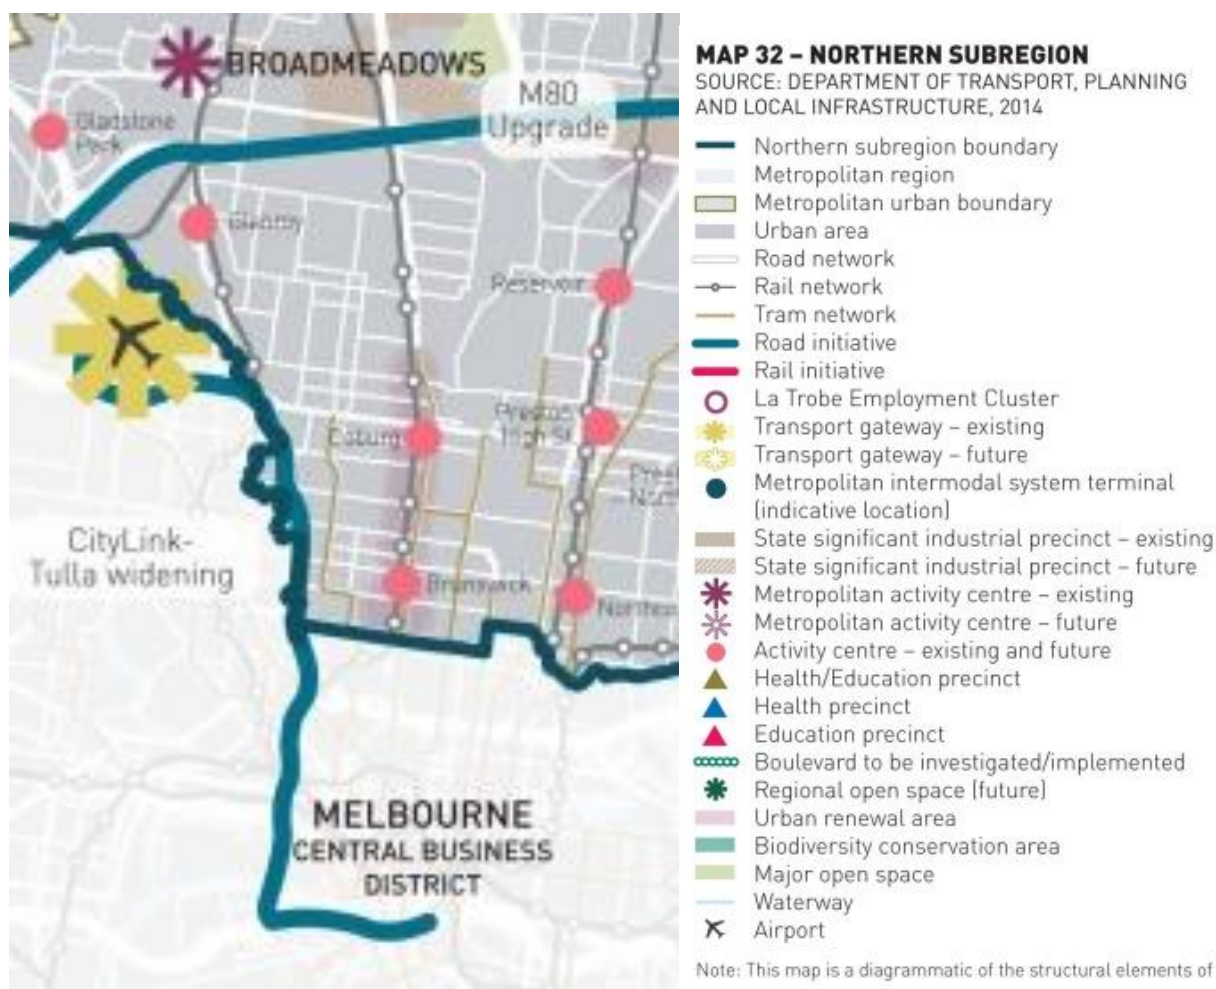 BROADMEADOWS
M80
Upgrade
Gladstone
Park
Glenroy
Reservoir
Preston
High St
Coburg
CityLink-
Tulla widening
Brunswick
MELBOURNE
CENTRAL BUSINESS
DISTRICT
MAP 32 – NORTHERN SUBREGION
SOURCE: DEPARTMENT OF TRANSPORT, PLANNING
AND LOCAL INFRASTRUCTURE, 2014
Northern subregion boundary
Metropolitan region
Metropolitan urban boundary
Urban area
Road network
Rail network
Tram network
Road initiative
Rail initiative
La Trobe Employment Cluster
Transport gateway – existing
Transport gateway – future
Metropolitan intermodal system terminal
(indicative location)
State significant industrial precinct – existing
State significant industrial precinct – future
Metropolitan activity centre – existing
Metropolitan activity centre – future
Activity centre – existing and future
Health/Education precinct
Health precinct
Education precinct
Boulevard to be investigated/implemented
Regional open space (future)
Urban renewal area
Biodiversity conservation area
Major open space
Waterway
Airport
Note: This map is a diagrammatic of the structural elements of